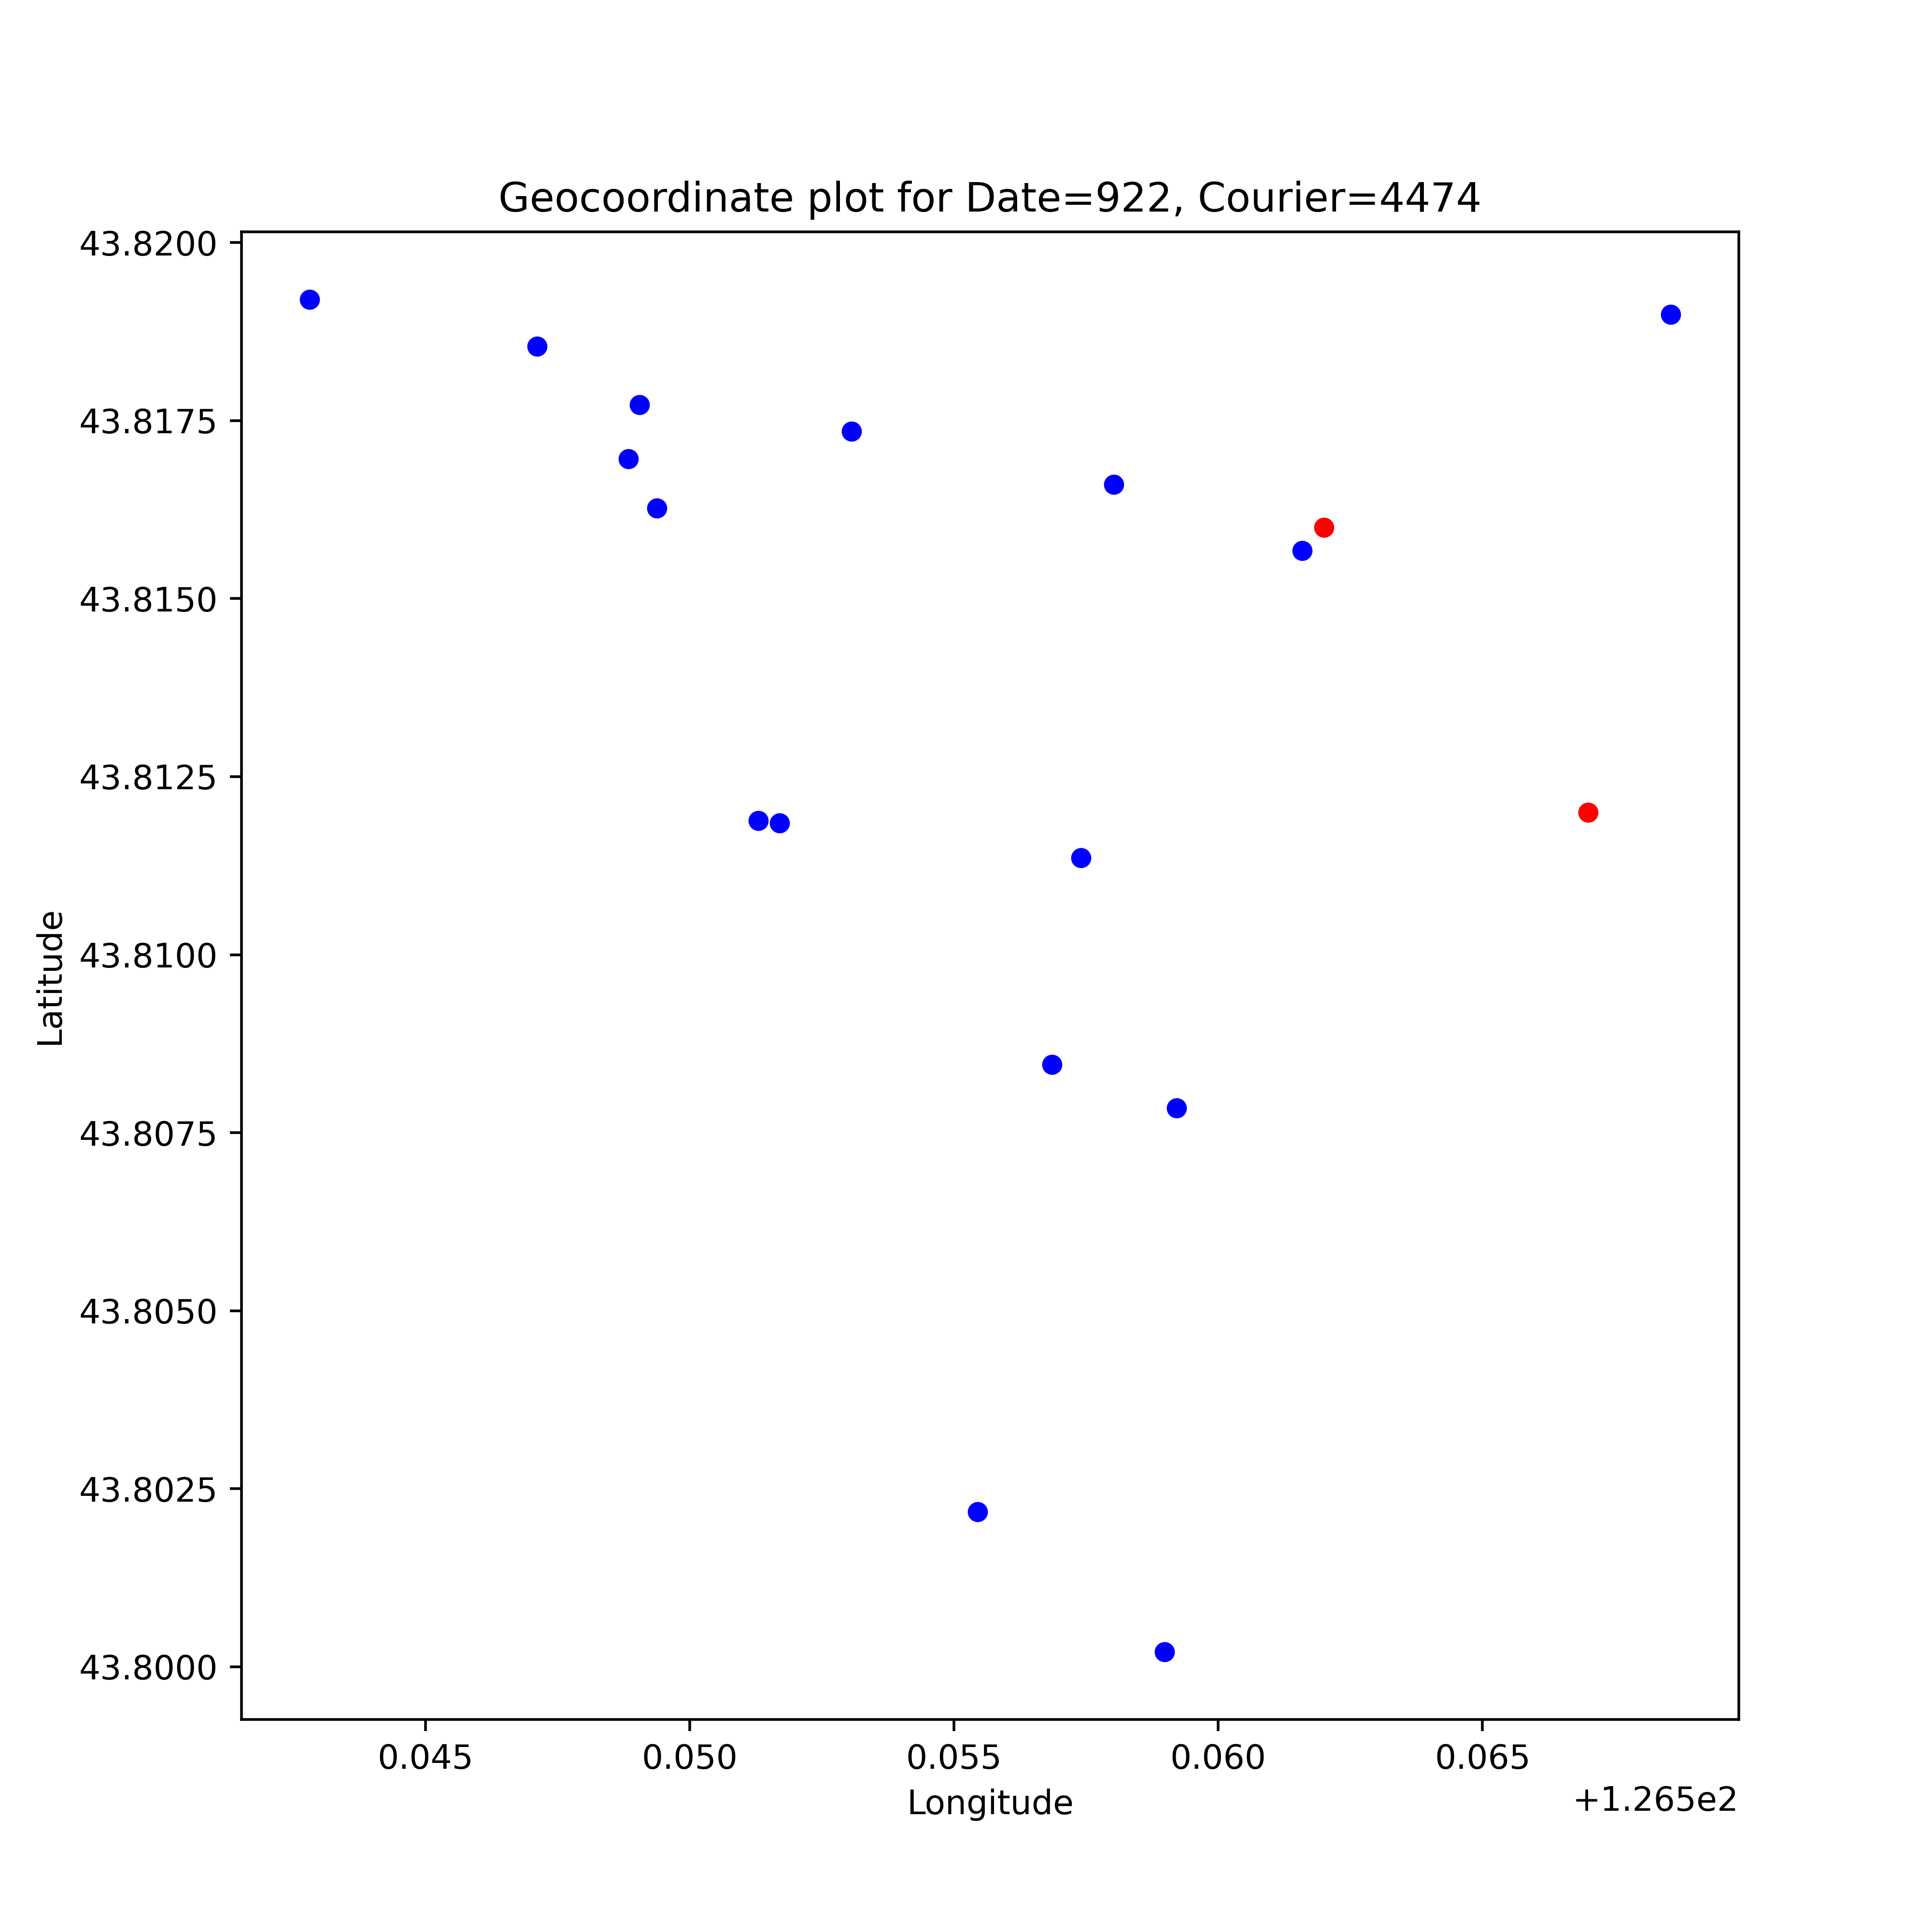 Geocoordinate plot for Date=922, Courier=4474
43.8200
43.8175
43.8150
43.8125
43.8100
43.8075
43.8050
43.8025
43.8000
Latitude
0.045 0.050 0.055 0.060 0.065
Longitude
+1.265e2